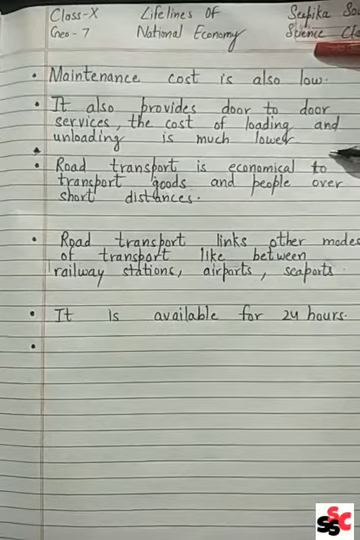 Class-X Lifelines Of Seepika
Geo-7 National Economy Science
• Maintenance cost is also low.
• It also provides door to door
services, the cost of loading and
unloading is much lower
• Road transport is economical to
transport goods and people over
short distances.
• Road transport links other modes
of transport like between
railway stations, airports, seaports.
• It is available for 24 hours.
•
SSC